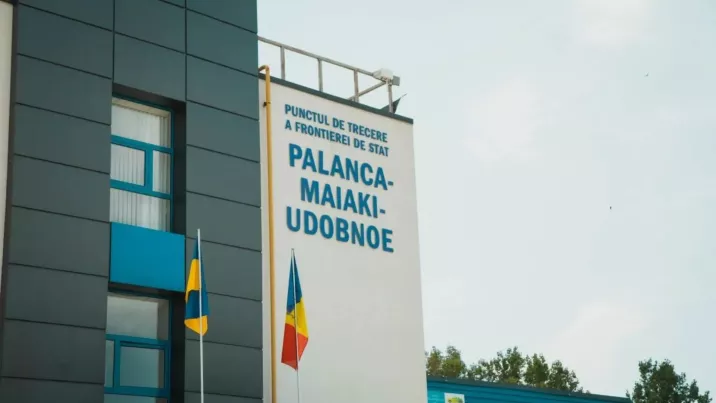 PUNCTUL DE TRECERE
A FRONTIEREI DE STAT
PALANCA-
MAIAKI-
UDOBNOE